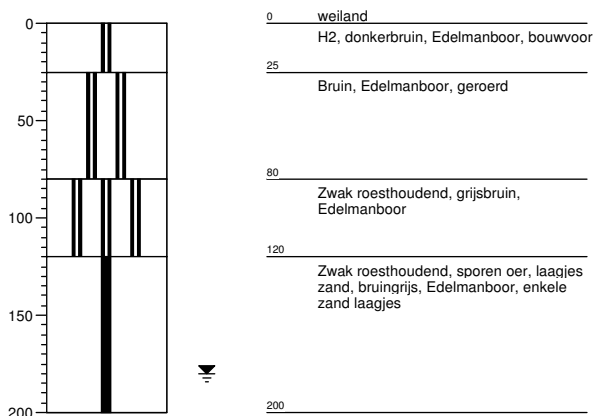 0
50
100
150
200
0 weiland
H2, donkerbruin, Edelmanboor, bouwvoor
25
Bruin, Edelmanboor, geroerd
80
Zwak roesthoudend, grijsbruin,
Edelmanboor
120
Zwak roesthoudend, sporen oer, laagjes
zand, bruingrijs, Edelmanboor, enkele
zand laagjes
200